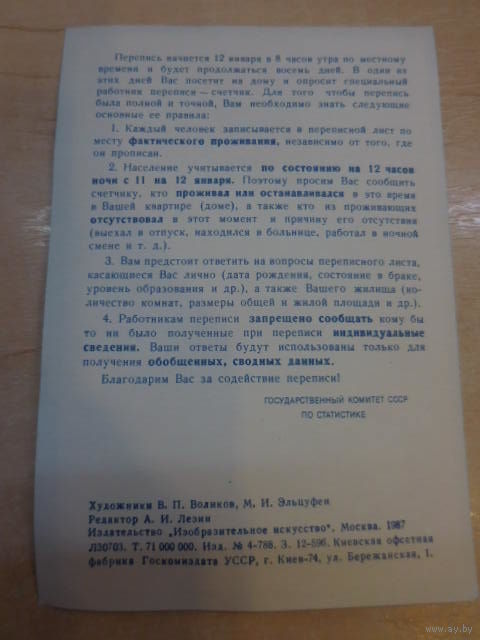 Перепись начнется 12 января в 8 часов утра по местному
времени и будет продолжаться восемь дней. В один из
этих дней Вас посетит на дому и опросит специальный
работник переписи — счетчик. Для того чтобы перепись
была полной и точной, Вам необходимо знать следующие
основные ее правила:
1. Каждый человек записывается в переписной лист по
месту фактического проживания, независимо от того, где
он прописан.
2. Население учитывается по состоянию на 12 часов
ночи с 11 на 12 января. Поэтому просим Вас сообщить
счетчику, кто проживал или останавливался в это время
в Вашей квартире (доме), а также кто из проживающих
отсутствовал в этот момент и причину его отсутствия
(выехал в отпуск, находился в больнице, работал в ночной
смене и т. д.).
3. Вам предстоит ответить на вопросы переписного листа,
касающиеся Вас лично (дата рождения, состояние в браке,
уровень образования и др.), а также Вашего жилища (ко-
личество комнат, размеры общей и жилой площади и др.).
4. Работникам переписи запрещено сообщать кому бы
то ни было полученные при переписи индивидуальные
сведения. Ваши ответы будут использованы только для
получения обобщенных, сводных данных.
Благодарим Вас за содействие переписи!
ГОСУДАРСТВЕННЫЙ КОМИТЕТ СССР
ПО СТАТИСТИКЕ
Художники В. П. Воликов, М. И. Эльцуфен
Редактор А. И. Лезин
Издательство „Изобразительное искусство". Москва. 1987
Л30703. Т. 71 000 000. Изд. № 4-788. З. 12-596. Киевская офсетная
фабрика Госкомиздата УССР, г. Киев-74, ул. Бережанская, 1.
www.ay.by